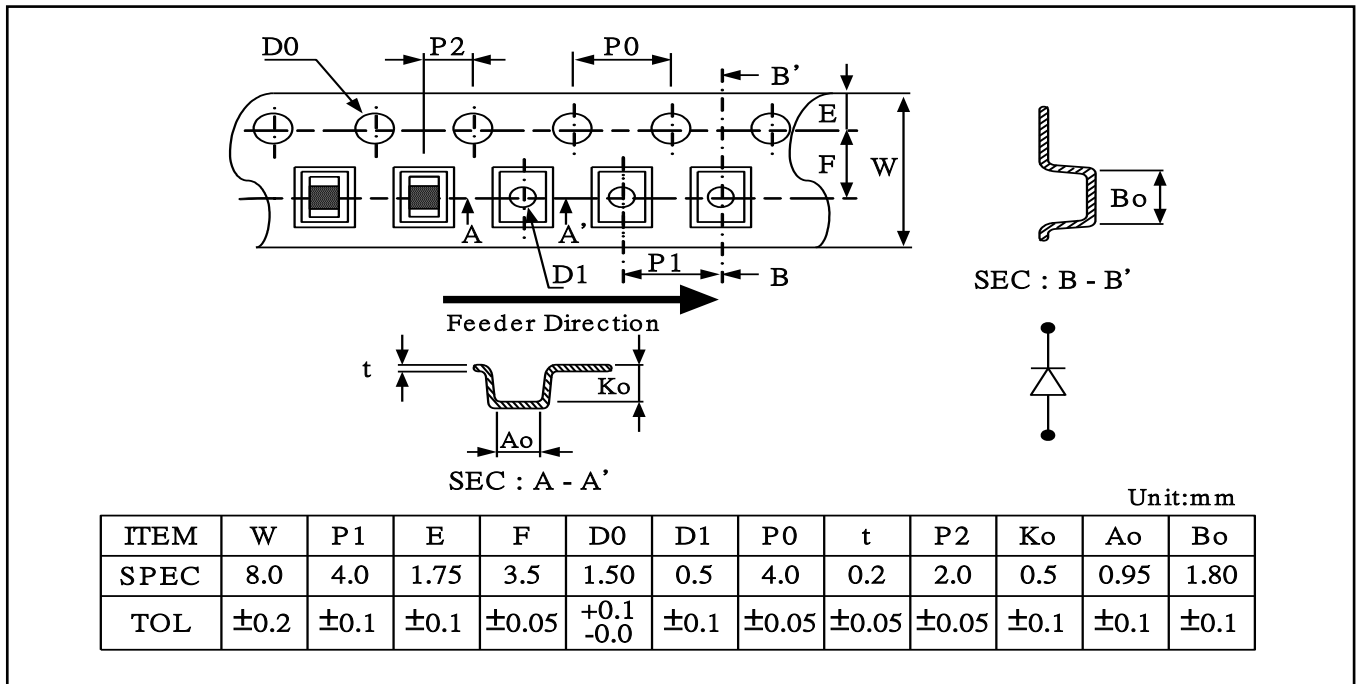 D0
P2
P0
B'
E
F
W
A
A'
D1
P1
B
Bo
SEC : B - B'
Feeder Direction
t
Ko
Ao
SEC : A - A'
Unit:mm
ITEM W P1 E F D0 D1 P0 t P2 Ko Ao Bo
SPEC 8.0 4.0 1.75 3.5 1.50 0.5 4.0 0.2 2.0 0.5 0.95 1.80
TOL ±0.2 ±0.1 ±0.1 ±0.05 +0.1 -0.0 ±0.1 ±0.05 ±0.05 ±0.05 ±0.1 ±0.1 ±0.1